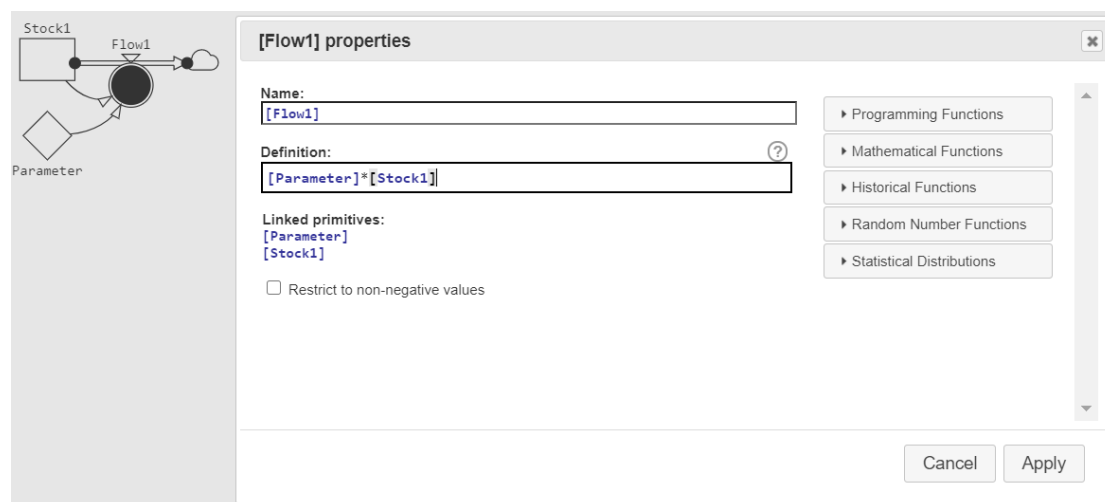 Stock1
Flow1
Parameter
[Flow1] properties
Name:
[Flow1]
Definition:
?
[Parameter]*[Stock1]
Linked primitives:
[Parameter]
[Stock1]
Restrict to non-negative values
Programming Functions
Mathematical Functions
Historical Functions
Random Number Functions
Statistical Distributions
Cancel
Apply